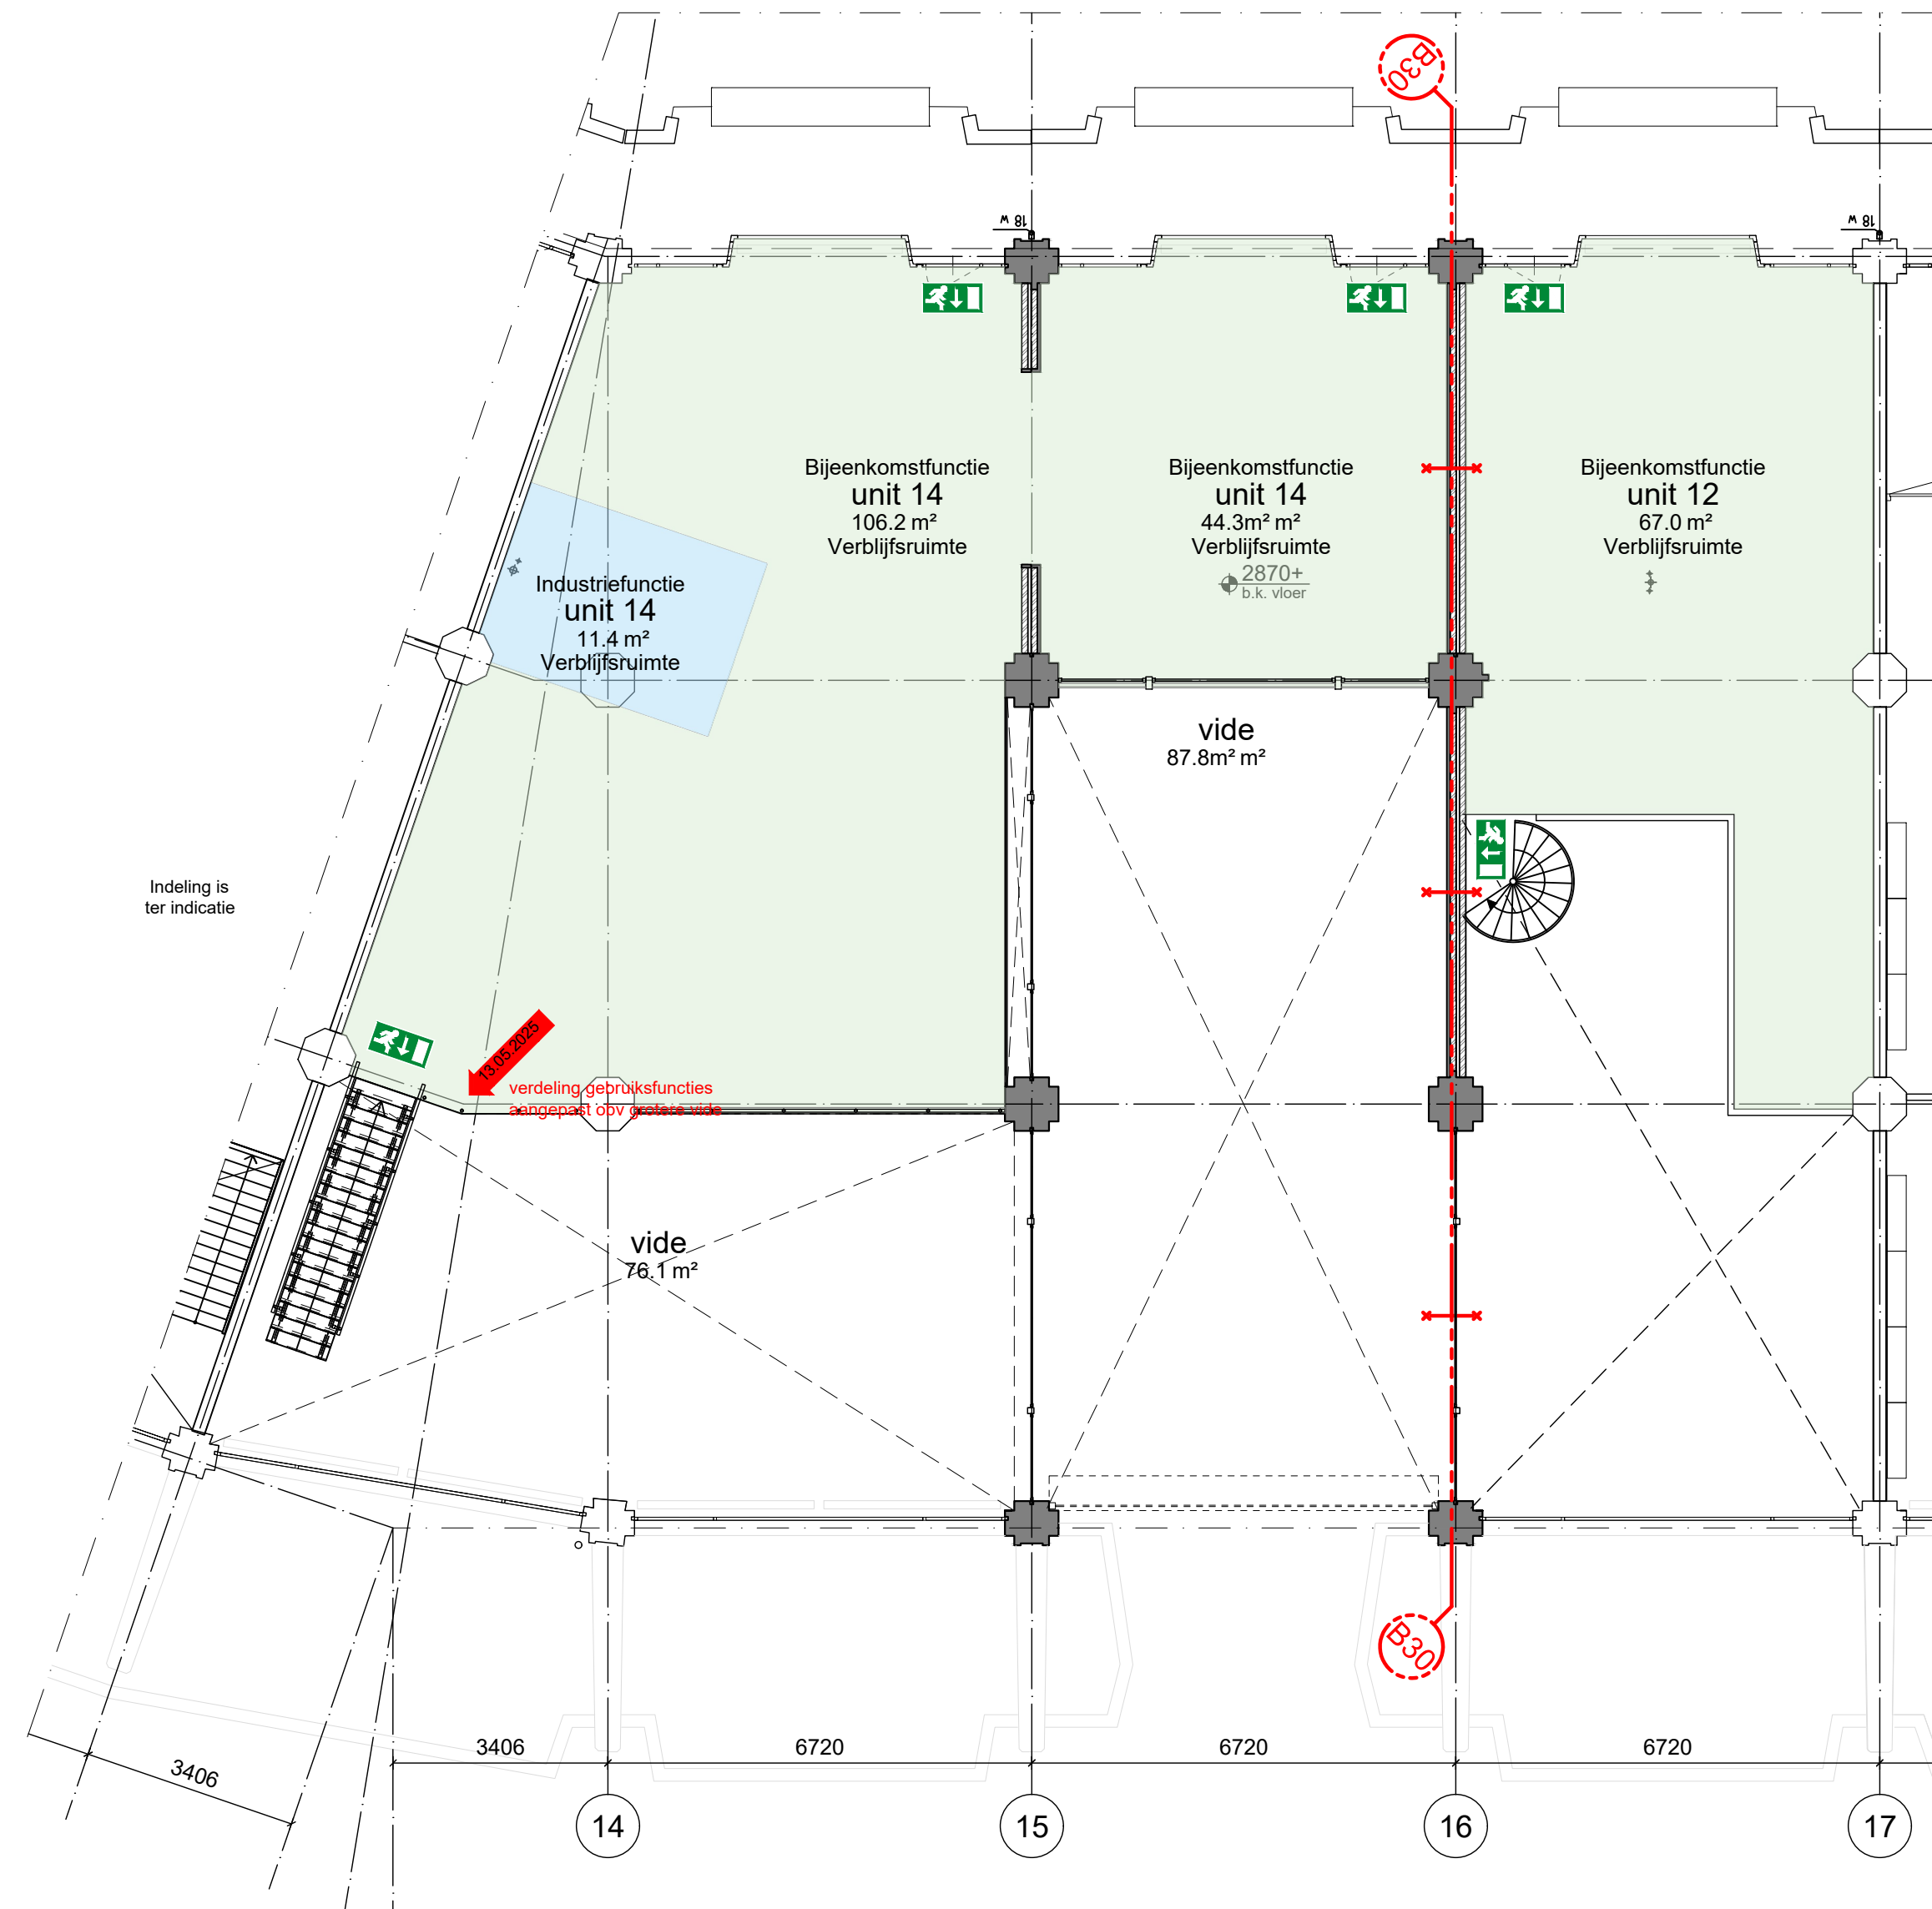 B30
18 w
18 w
Bijeenkomstfunctie
unit 14
106.2 m²
Verblijfsruimte
Bijeenkomstfunctie
unit 14
44.3m² m²
Verblijfsruimte
2870+
b.k. vloer
Bijeenkomstfunctie
unit 12
67.0 m²
Verblijfsruimte
Industriefunctie
unit 14
11.4 m²
Verblijfsruimte
vide
87.8m² m²
Indeling is
ter indicatie
13.05.2025
verdeling gebruiksfuncties
aangepast obv grotere vide
vide
76.1 m²
B30
3406
3406
6720
6720
6720
14
15
16
17